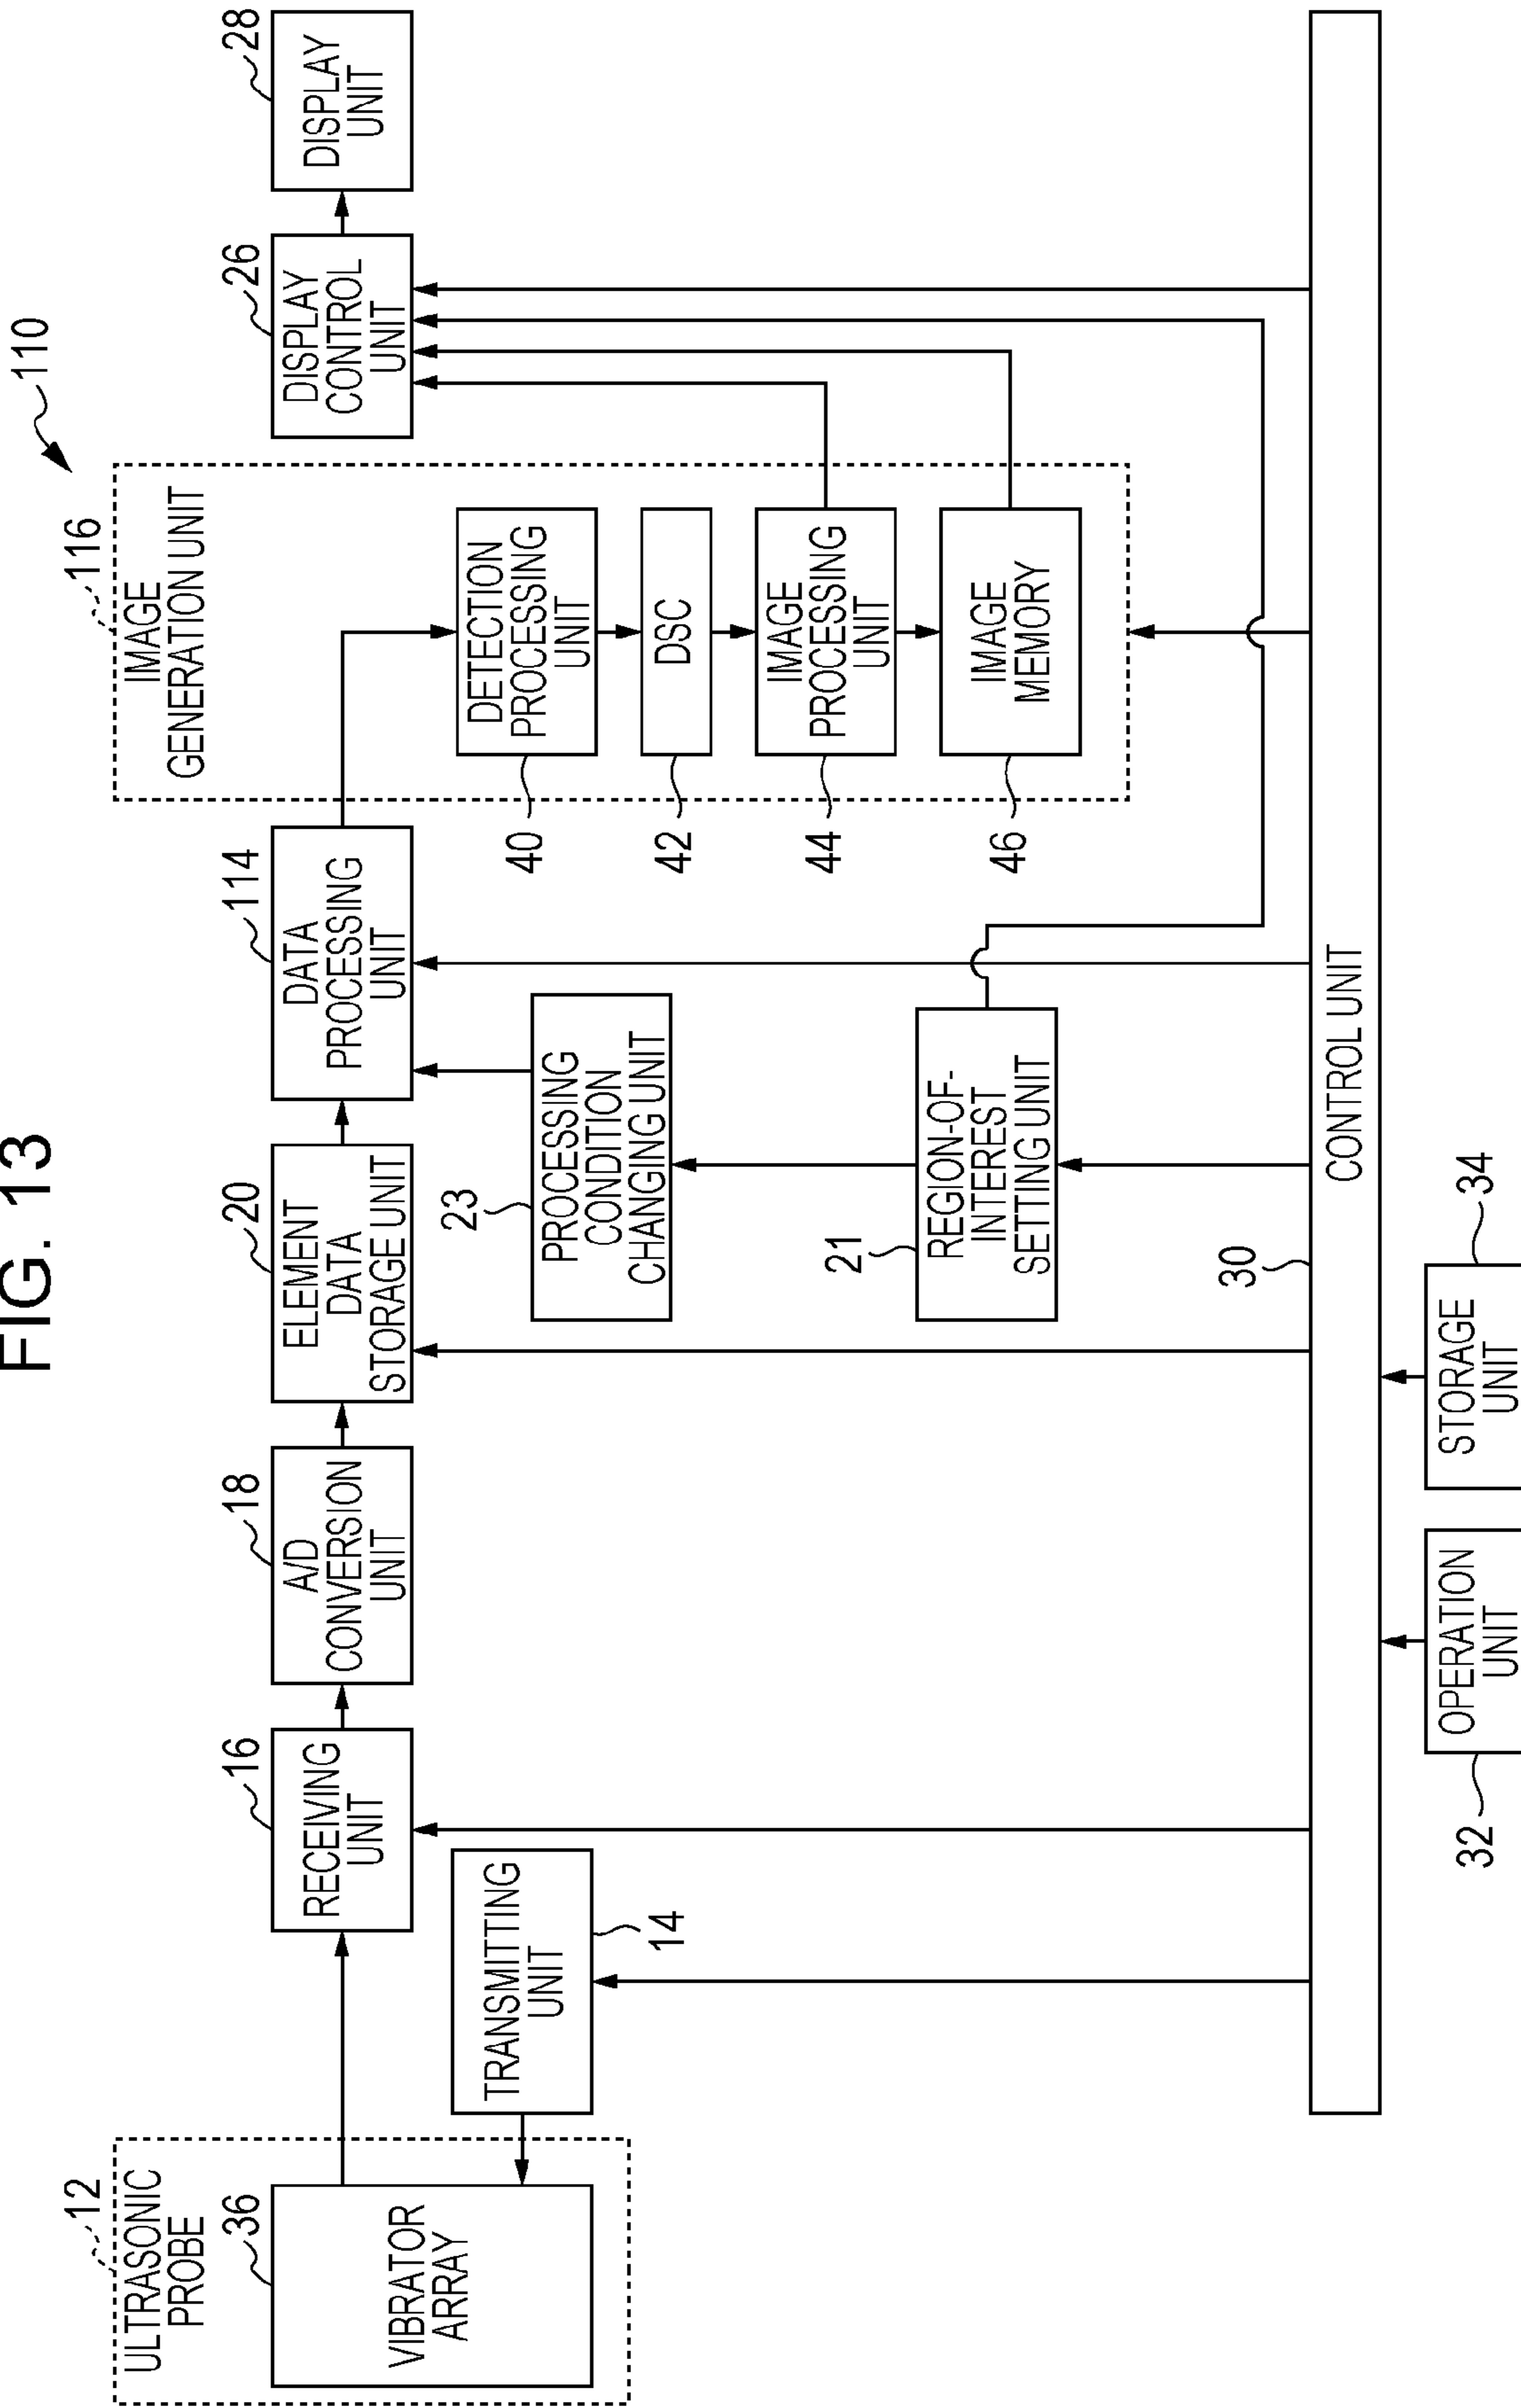 FIG. 13
110
12
ULTRASONIC
PROBE
36
VIBRATOR
ARRAY
16
RECEIVING
UNIT
TRANSMITTING
UNIT
14
18
A/D
CONVERSION
UNIT
20
ELEMENT
DATA
STORAGE UNIT
114
DATA
PROCESSING
UNIT
23
PROCESSING
CONDITION
CHANGING UNIT
21
REGION-OF-
INTEREST
SETTING UNIT
116
IMAGE
GENERATION UNIT
40
DETECTION
PROCESSING
UNIT
42
DSC
44
IMAGE
PROCESSING
UNIT
46
IMAGE
MEMORY
26
DISPLAY
CONTROL
UNIT
28
DISPLAY
UNIT
30
CONTROL UNIT
32
OPERATION
UNIT
34
STORAGE
UNIT